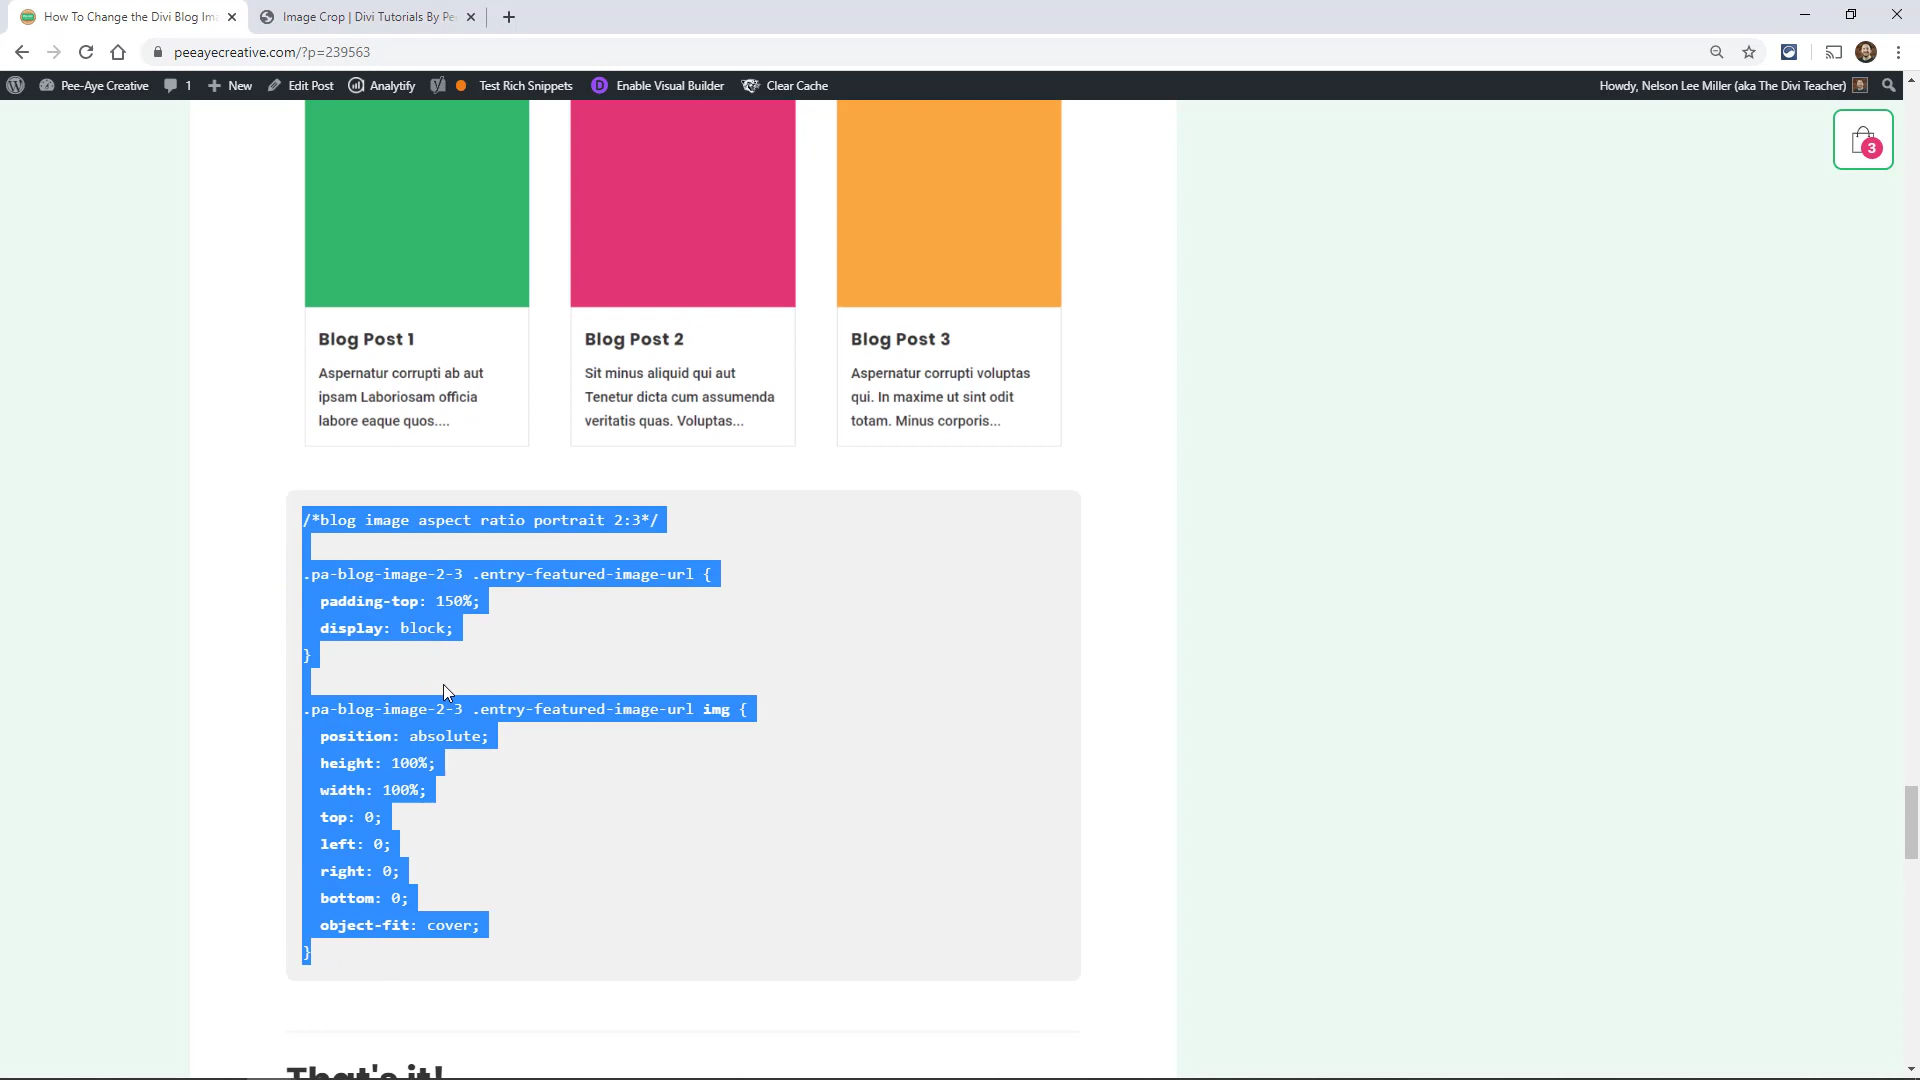 How To Change the Divi Blog Ima
Image Crop | Divi Tutorials By Pe
peeayecreative.com/?p=239563
Pee-Aye Creative 1 New Edit Post Analytify Test Rich Snippets D Enable Visual Builder Clear Cache Howdy, Nelson Lee Miller (aka The Divi Teacher)
3
Blog Post 1
Aspernatur corrupti ab aut
ipsam Laboriosam officia
labore eaque quos....
Blog Post 2
Sit minus aliquid qui aut
Tenetur dicta cum assumenda
veritatis quas. Voluptas...
Blog Post 3
Aspernatur corrupti voluptas
qui. In maxime ut sint odit
totam. Minus corporis...
/*blog image aspect ratio portrait 2:3*/
.pa-blog-image-2-3 .entry-featured-image-url {
padding-top: 150%;
display: block;
}
.pa-blog-image-2-3 .entry-featured-image-url img {
position: absolute;
height: 100%;
width: 100%;
top: 0;
left: 0;
right: 0;
bottom: 0;
object-fit: cover;
}
That's it!